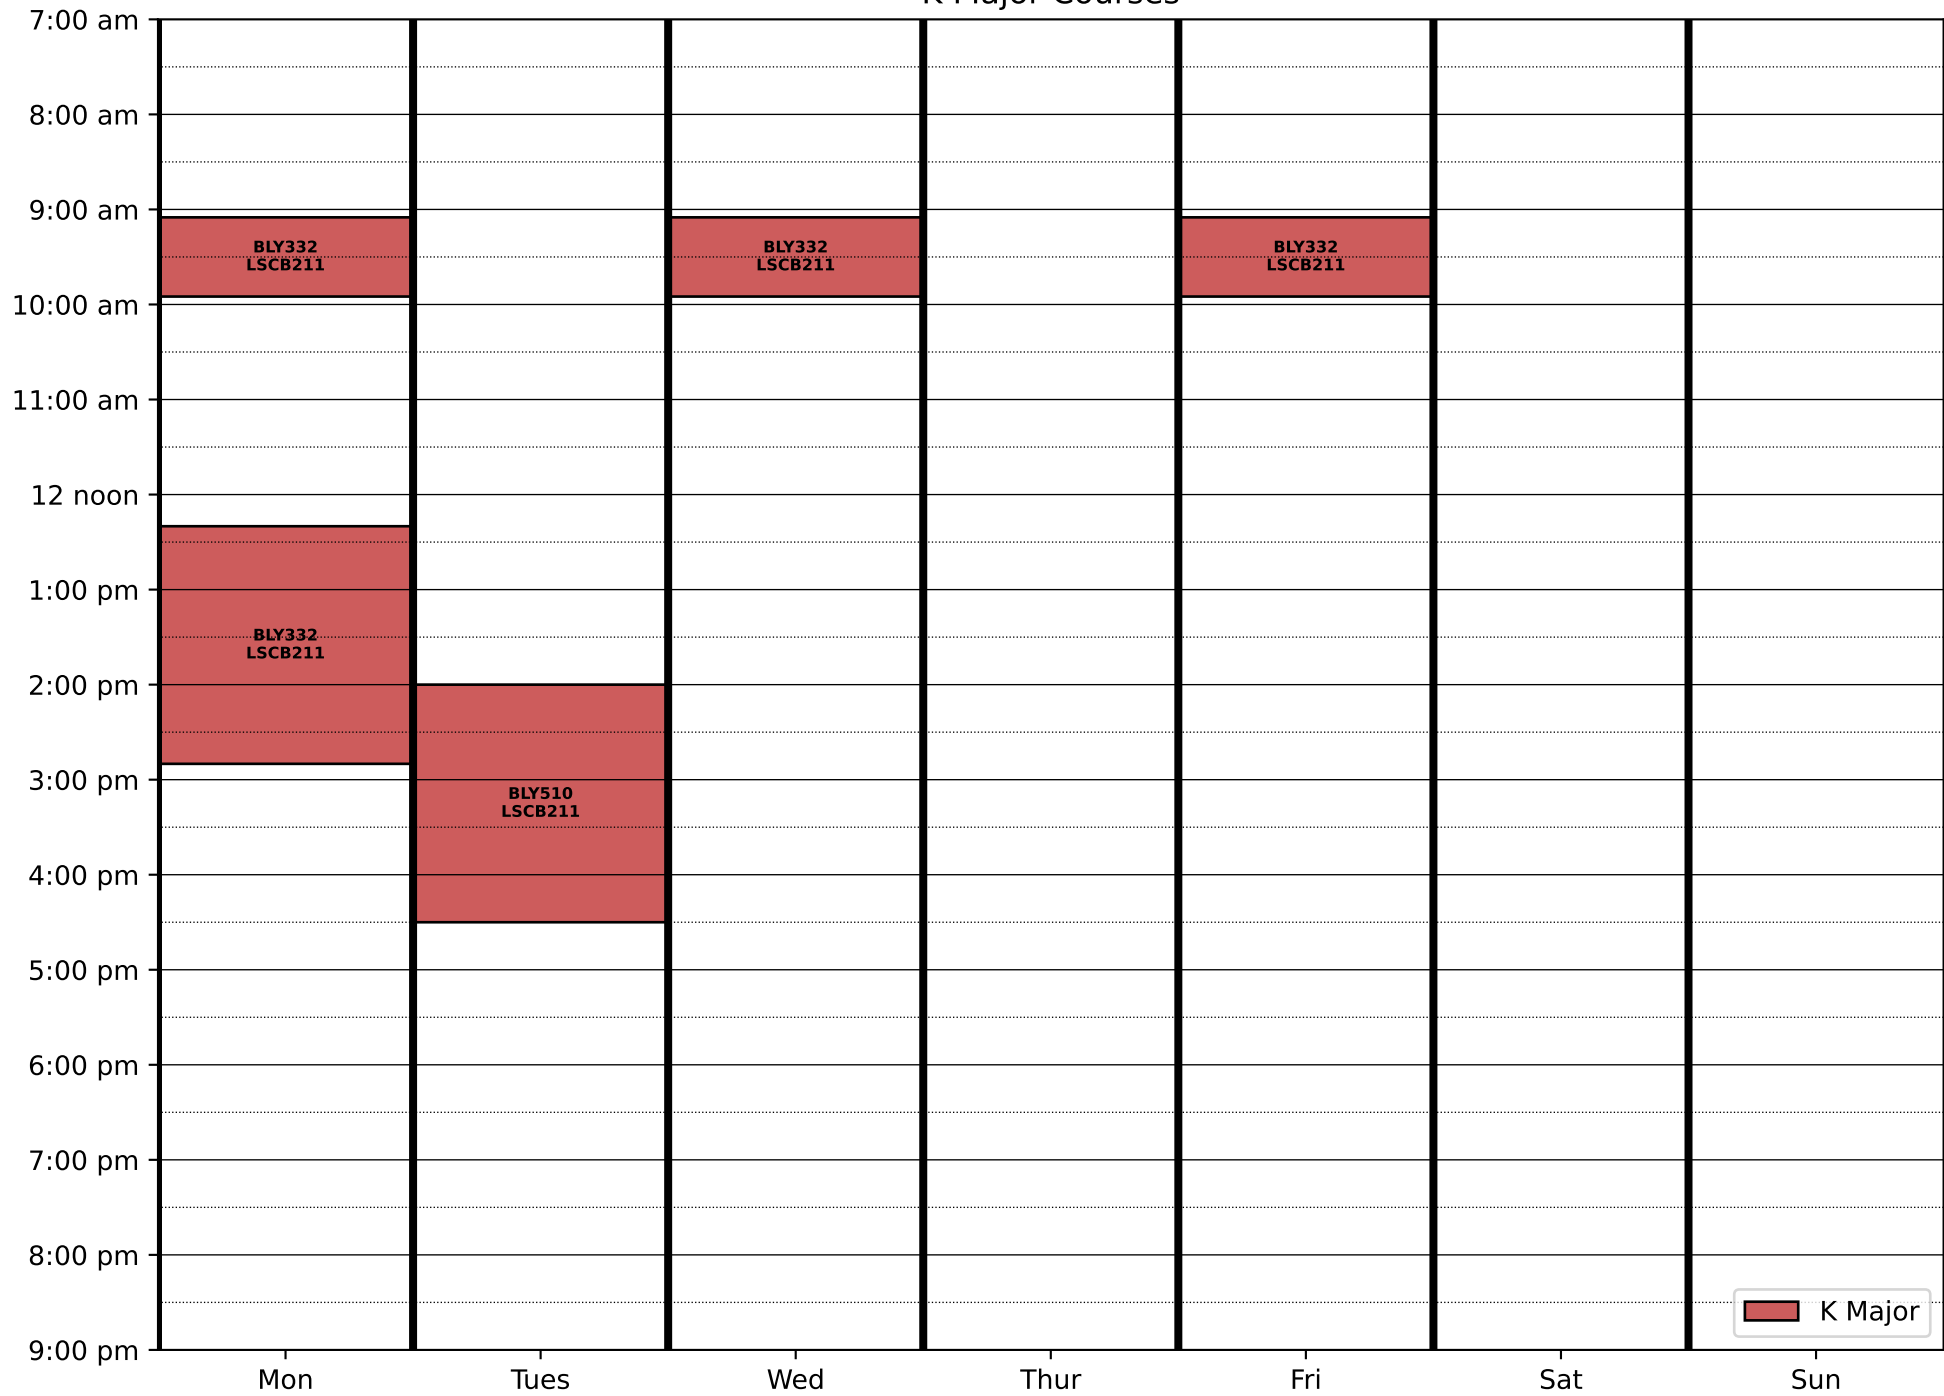 K Major Courses
7:00 am
8:00 am
9:00 am
BLY332
LSCB211
BLY332
LSCB211
BLY332
LSCB211
10:00 am
11:00 am
12 noon
1:00 pm
BLY332
LSCB211
2:00 pm
3:00 pm
BLY510
LSCB211
4:00 pm
5:00 pm
6:00 pm
7:00 pm
8:00 pm
K Major
9:00 pm
Mon Tues Wed Thur Fri Sat Sun